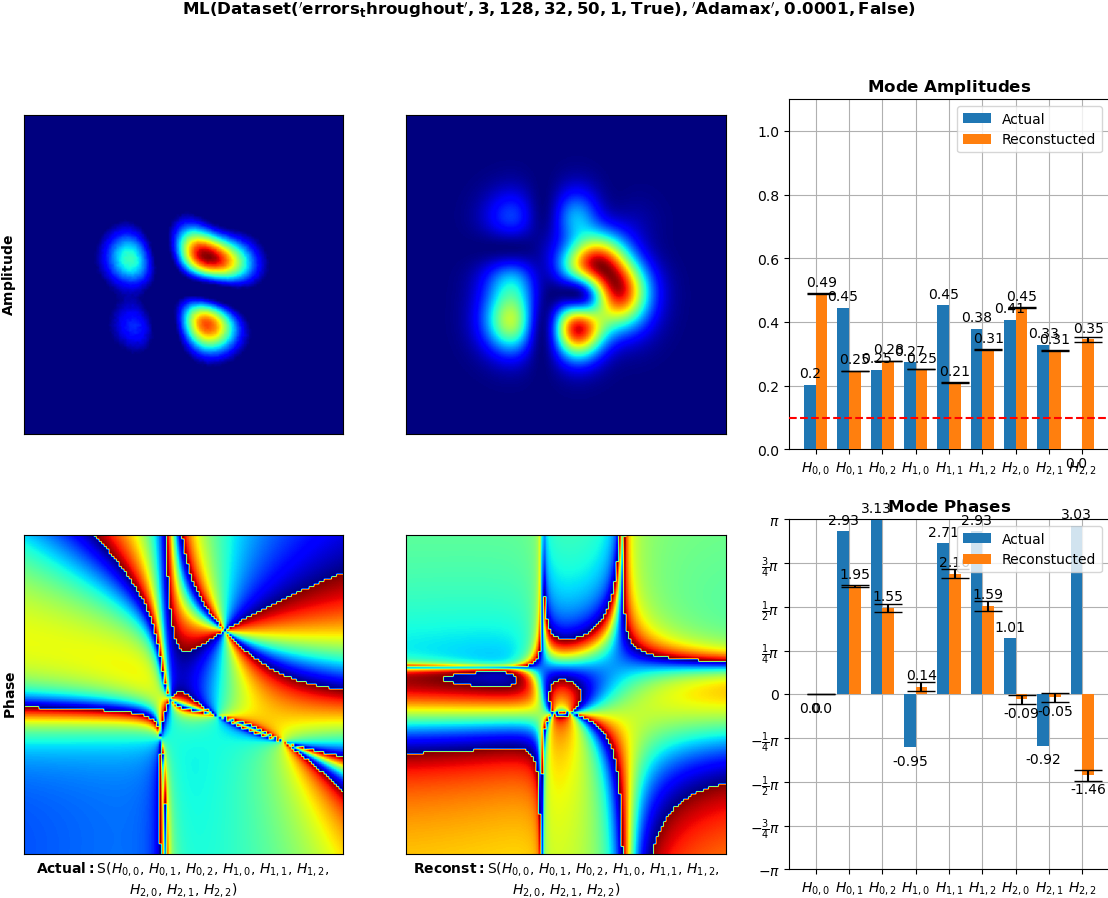 ML(Dataset('errors_throughout', 3, 128, 32, 50, 1, True), 'Adamax', 0.0001, False)
Amplitude
Mode Amplitudes
Actual
Reconstucted
1.0
0.8
0.6
0.4
0.2
0.0
0.2 0.49 0.45 0.25 0.25 0.28 0.27 0.25 0.45 0.21 0.38 0.31 0.41 0.45 0.33 0.31 0.0 0.35
H0,0 H0,1 H0,2 H1,0 H1,1 H1,2 H2,0 H2,1 H2,2
Phase
Actual: S(H0,0, H0,1, H0,2, H1,0, H1,1, H1,2,
H2,0, H2,1, H2,2)
Reconst: S(H0,0, H0,1, H0,2, H1,0, H1,1, H1,2,
H2,0, H2,1, H2,2)
Mode Phases
Actual
Reconstucted
π
3/4π
1/2π
1/4π
0
−1/4π
−1/2π
−3/4π
−π
0.0 0.0 2.93 1.95 3.13 1.55 -0.95 0.14 2.71 2.93 1.59 1.01 -0.09 -0.92 -0.05 3.03 -1.46
H0,0 H0,1 H0,2 H1,0 H1,1 H1,2 H2,0 H2,1 H2,2